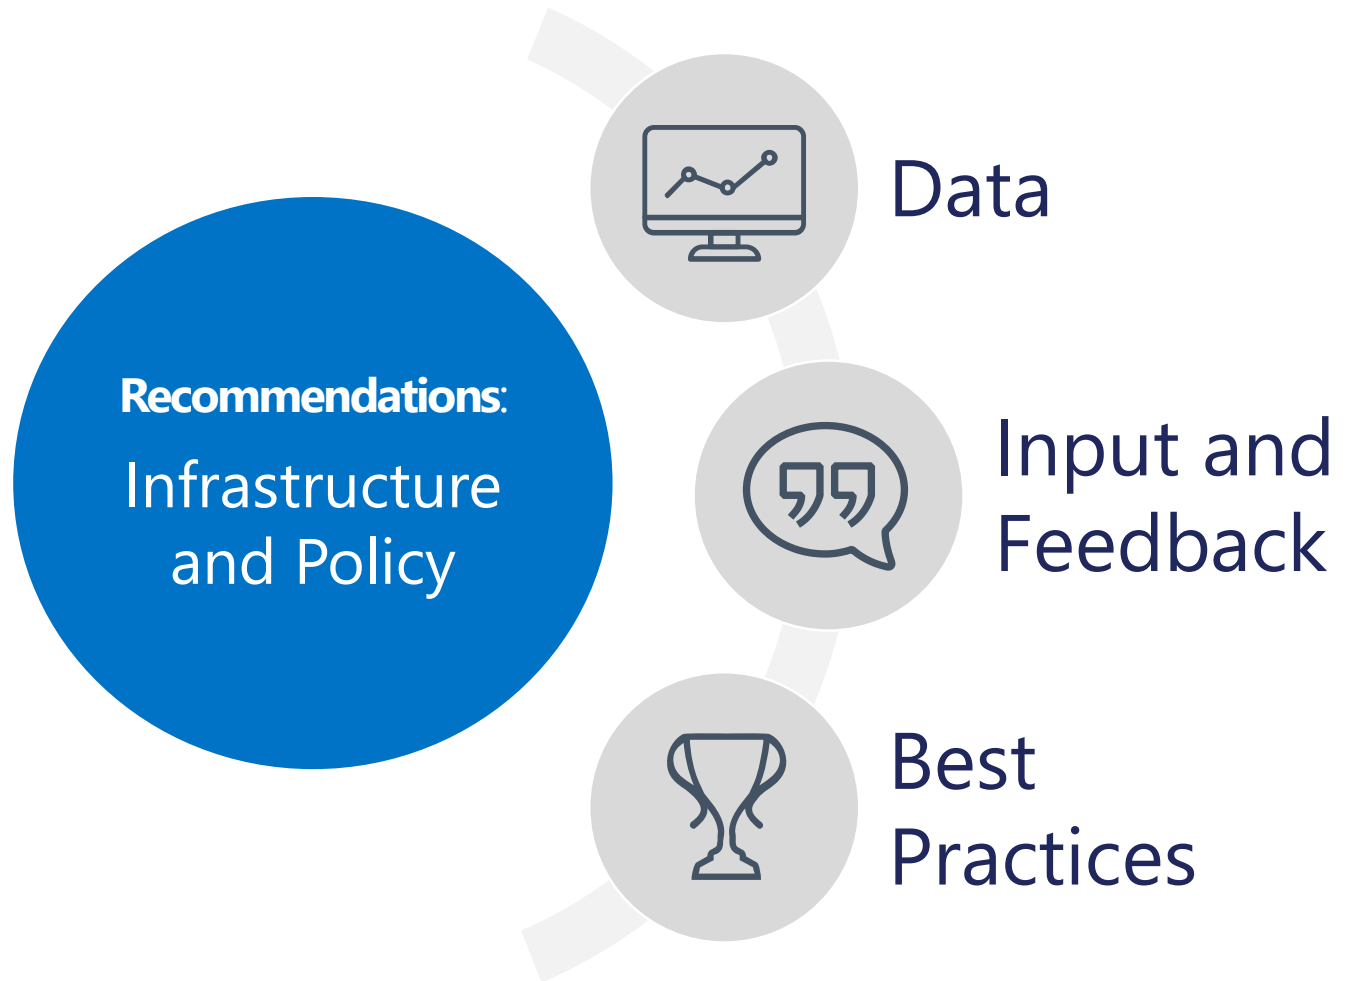 Recommendations:
Infrastructure
and Policy
Data
Input and
Feedback
Best
Practices